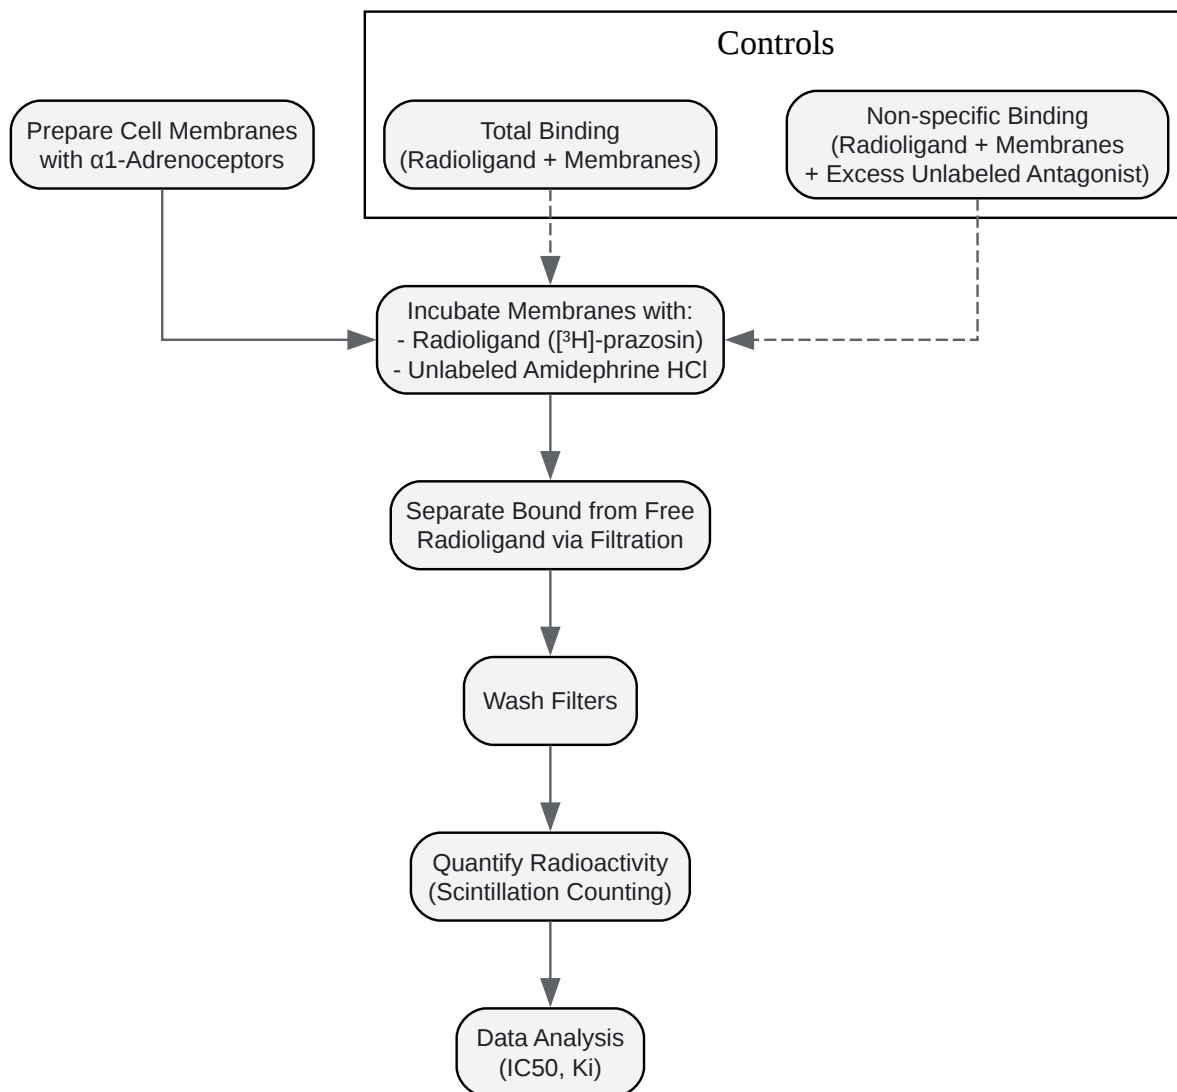 Controls
Prepare Cell Membranes
with α1-Adrenoceptors
Total Binding
(Radioligand + Membranes)
Non-specific Binding
(Radioligand + Membranes
+ Excess Unlabeled Antagonist)
Incubate Membranes with:
- Radioligand ([³H]-prazosin)
- Unlabeled Amidephrine HCl
Separate Bound from Free
Radioligand via Filtration
Wash Filters
Quantify Radioactivity
(Scintillation Counting)
Data Analysis
(IC50, Ki)